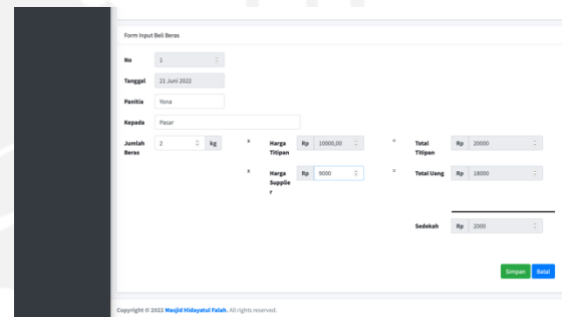 Form Input Beli Beras
No 1
Tanggal 21 Juni 2022
Panitia Yona
Kepada Pasar
Jumlah Beras 2 kg x Harga Titipan Rp 10000,00 = Total Titipan Rp 20000
x Harga Supplier Rp 9000 = Total Uang Rp 18000
Sedekah Rp 2000
Simpan Batal
Copyright © 2022 Masjid Hidayatul Falah. All rights reserved.